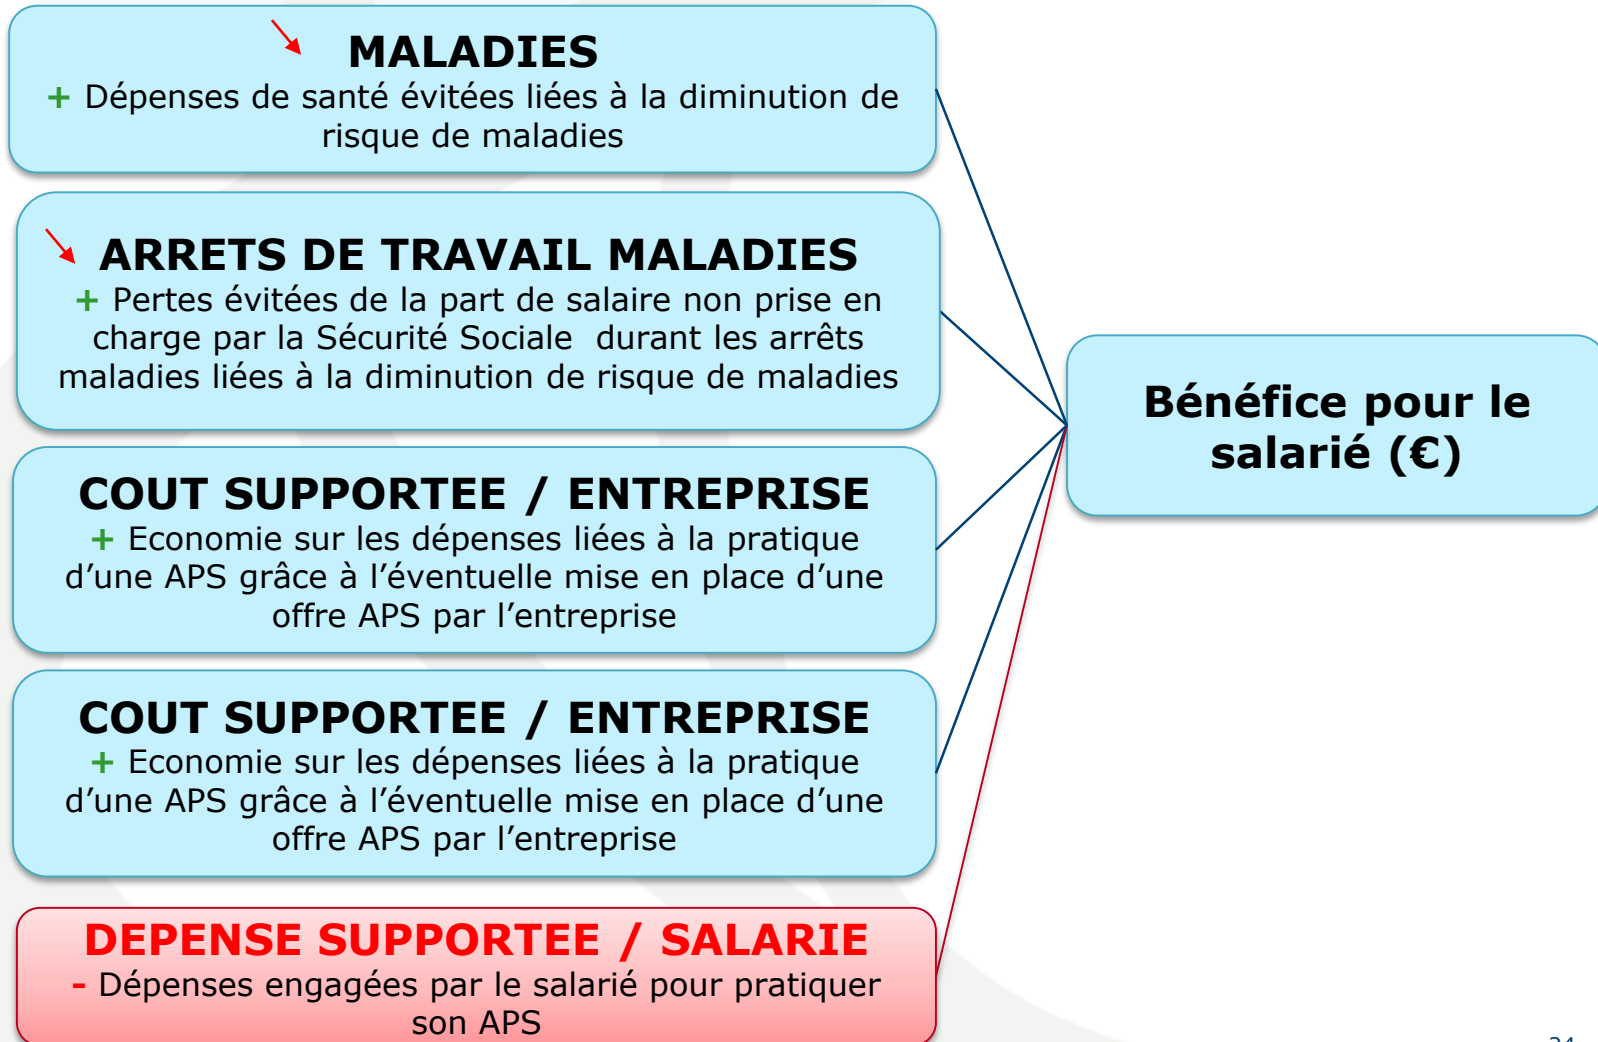 MALADIES
+ Dépenses de santé évitées liées à la diminution de
risque de maladies
ARRETS DE TRAVAIL MALADIES
+ Pertes évitées de la part de salaire non prise en
charge par la Sécurité Sociale durant les arrêts
maladies liées à la diminution de risque de maladies
COUT SUPPORTEE / ENTREPRISE
+ Economie sur les dépenses liées à la pratique
d’une APS grâce à l’éventuelle mise en place d’une
offre APS par l’entreprise
COUT SUPPORTEE / ENTREPRISE
+ Economie sur les dépenses liées à la pratique
d’une APS grâce à l’éventuelle mise en place d’une
offre APS par l’entreprise
DEPENSE SUPPORTEE / SALARIE
- Dépenses engagées par le salarié pour pratiquer
son APS
Bénéfice pour le
salarié (€)